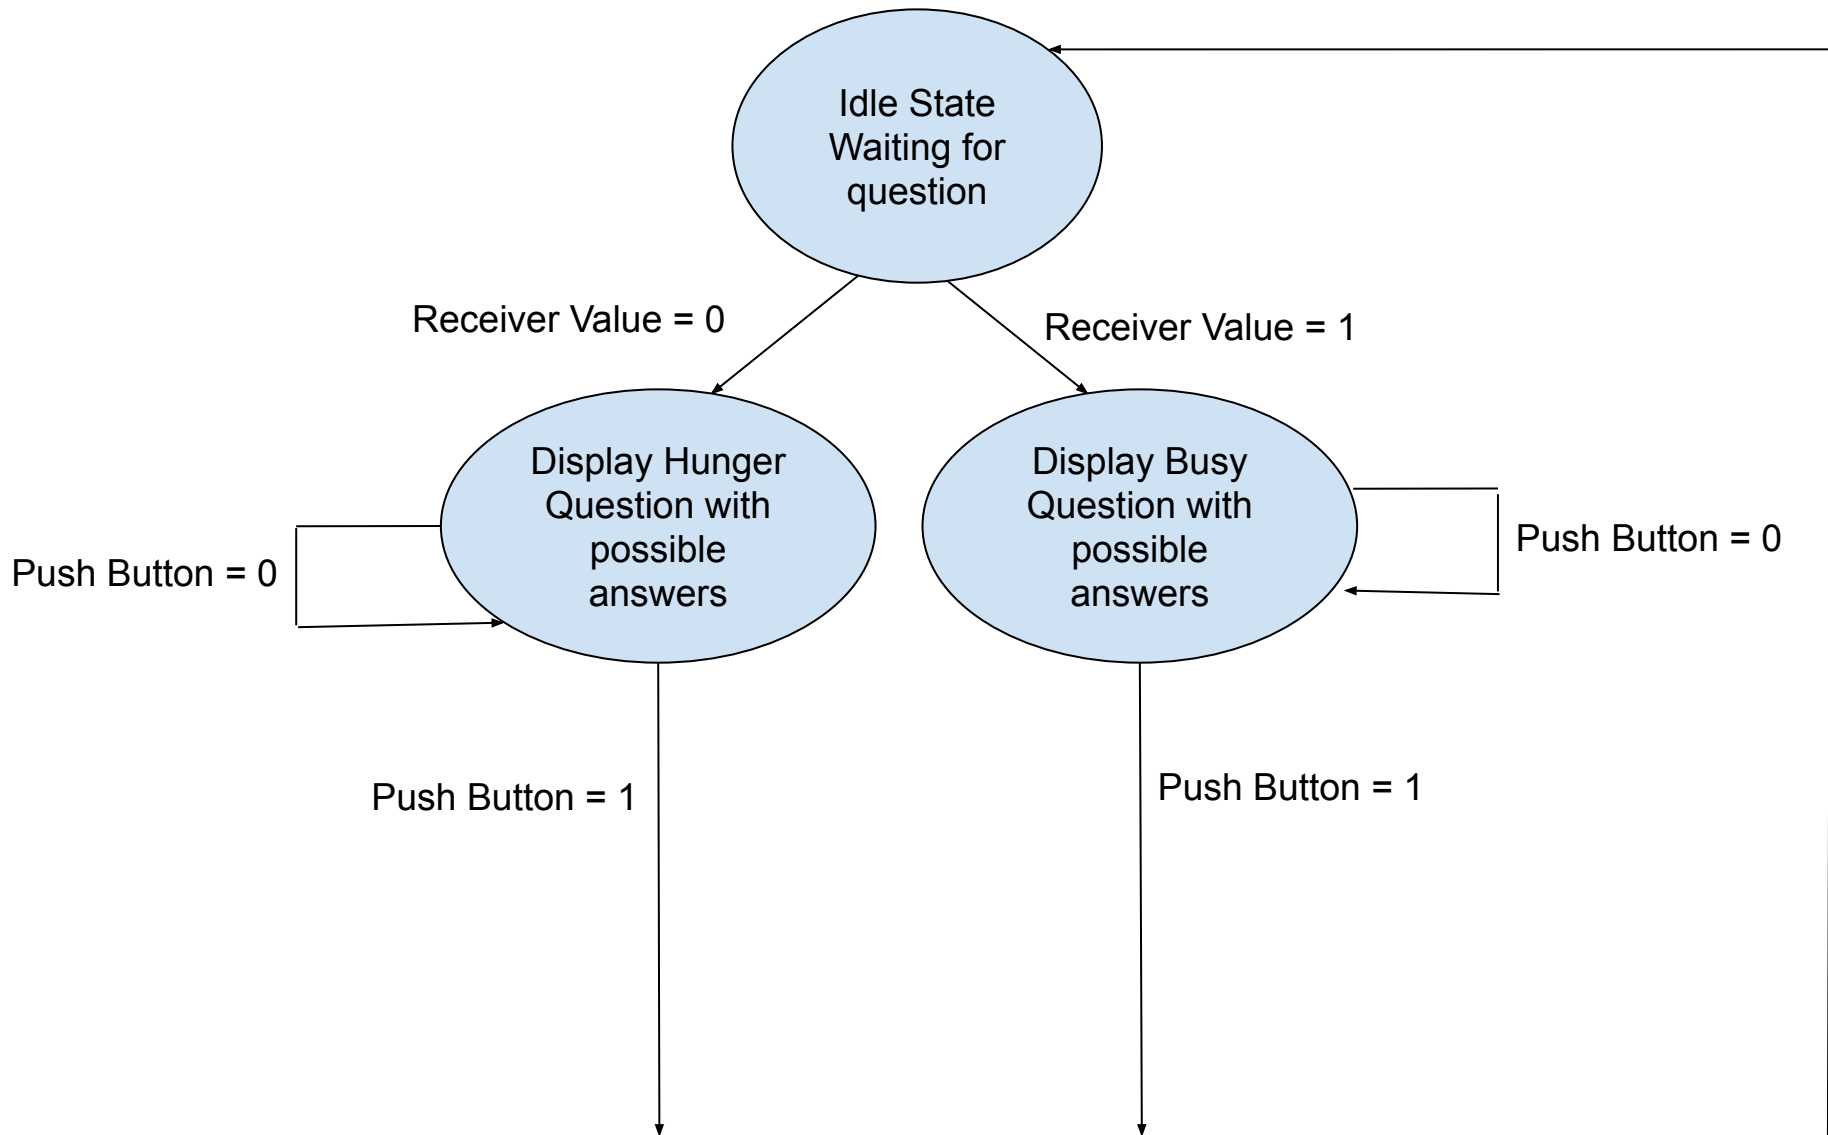 Idle State
Waiting for
question
Receiver Value = 0
Receiver Value = 1
Display Hunger
Question with
possible
answers
Display Busy
Question with
possible
answers
Push Button = 0
Push Button = 0
Push Button = 1
Push Button = 1